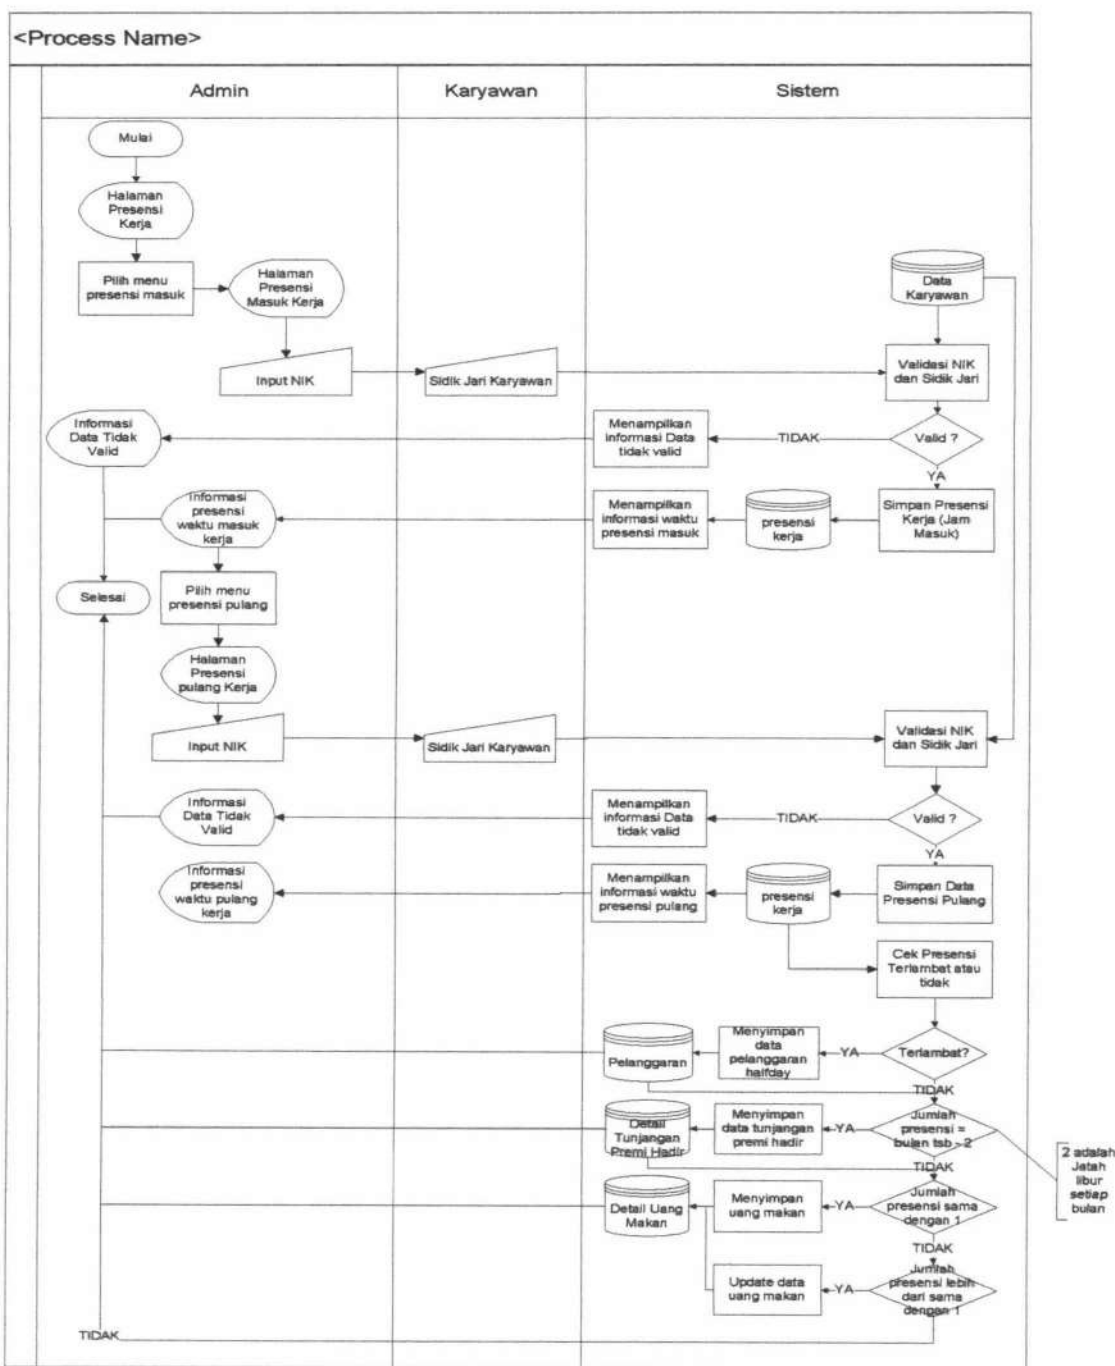 <Process Name>
Admin
Karyawan
Sistem
Mulai
Halaman
Presensi
Kerja
Pilih menu
presensi masuk
Halaman
Presensi
Masuk Kerja
Data
Karyawan
Input NIK
Sidik Jari Karyawan
Validasi NIK
dan Sidik Jari
Informasi
Data Tidak
Valid
Menampilkan
informasi Data
tidak valid
TIDAK
Valid ?
YA
Informasi
presensi
waktu masuk
kerja
Menampilkan
informasi waktu
presensi masuk
presensi
kerja
Simpan Presensi
Kerja (Jam
Masuk)
Selesai
Pilih menu
presensi pulang
Halaman
Presensi
pulang Kerja
Input NIK
Sidik Jari Karyawan
Validasi NIK
dan Sidik Jari
Informasi
Data Tidak
Valid
Menampilkan
informasi Data
tidak valid
TIDAK
Valid ?
YA
Informasi
presensi
waktu pulang
kerja
Menampilkan
informasi waktu
presensi pulang
presensi
kerja
Simpan Data
Presensi Pulang
Cek Presensi
Terlambat atau
tidak
Pelanggaran
Menyimpan
data
pelanggaran
halfday
YA
Terlambat?
TIDAK
Detail
Tunjangan
Premi Hadir
Menyimpan
data tunjangan
premi hadir
YA
Jumlah
presensi =
bulan tsb - 2
2 adalah
Jatah
libur
setiap
bulan
TIDAK
Detail Uang
Makan
Menyimpan
uang makan
YA
Jumlah
presensi sama
dengan 1
TIDAK
Update data
uang makan
YA
Jumlah
presensi lebih
dari sama
dengan 1
TIDAK